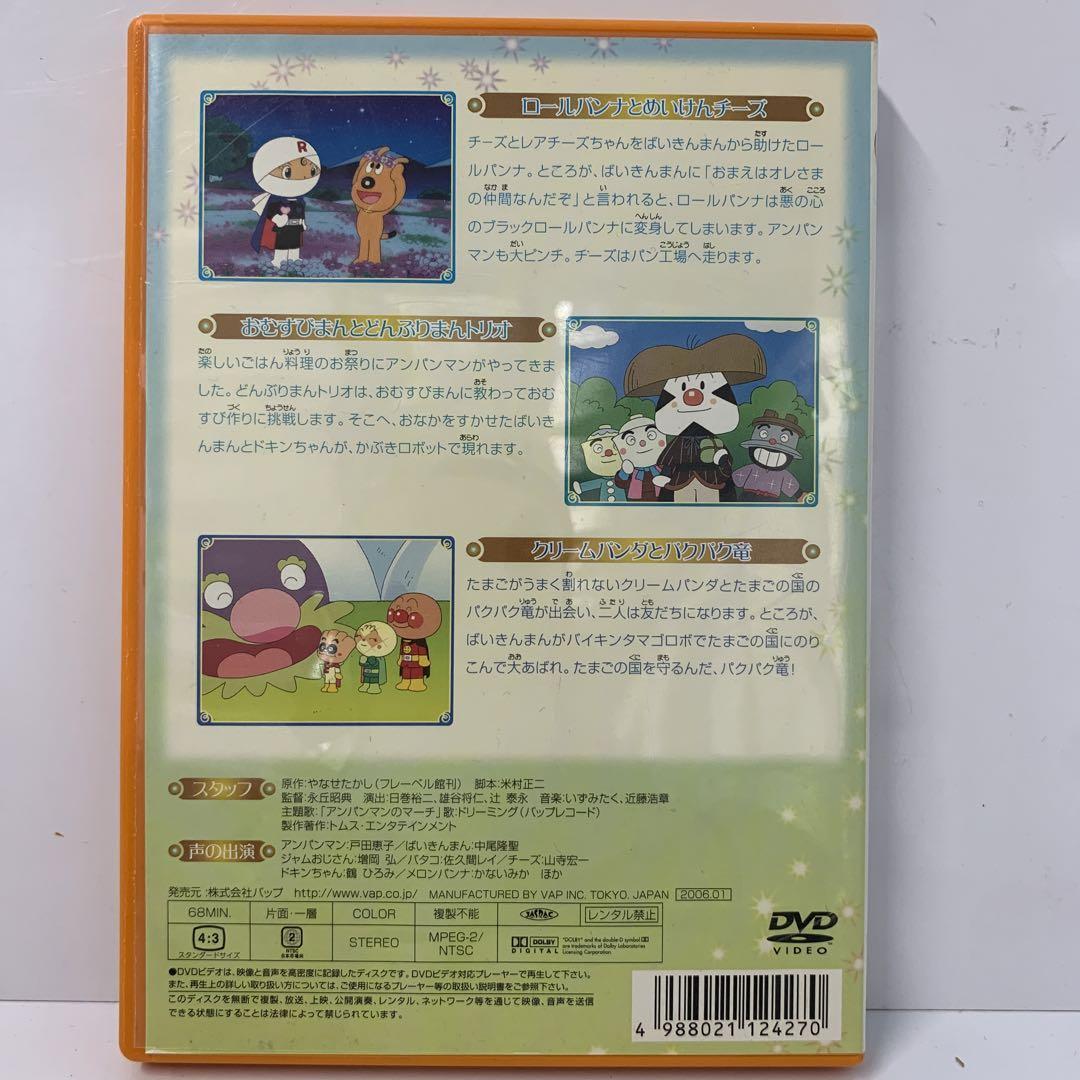 ロールパンナとめいけんチーズ
チーズとレアチーズちゃんをばいきんまんから助けたロー
ルパンナ。ところが、ばいきんまんに「おまえはオレさま
の仲間なんだぞ」と言われると、ロールパンナは悪の心
のブラックロールパンナに変身してしまいます。アンパン
マンも大ピンチ。チーズはパン工場へ走ります。
おむすびまんとどんぶりまんトリオ
楽しいごはん料理のお祭りにアンパンマンがやってきま
した。どんぶりまんトリオは、おむすびまんに教わっておむ
すび作りに挑戦します。そこへ、おなかをすかせたばいき
んまんとドキンちゃんが、かぶきロボットで現れます。
クリームパンダとパクパク竜
たまごがうまく割れないクリームパンダとたまごの国の
パクパク竜が出会い、二人は友だちになります。ところが、
ばいきんまんがバイキンタマゴロボでたまごの国にのり
こんで大あばれ。たまごの国を守るんだ、パクパク竜!
スタッフ
原作:やなせたかし(フレーベル館刊) 脚本:米村正二
監督:永丘昭典 演出:日巻裕二、雄谷将仁、辻 泰永 音楽:いずみたく、近藤浩章
主題歌:「アンパンマンのマーチ」歌:ドリーミング(バップレコード)
製作著作:トムス・エンタテインメント
声の出演
アンパンマン:戸田恵子/ばいきんまん:中尾隆聖
ジャムおじさん:増岡 弘/バタコ:佐久間レイ/チーズ:山寺宏一
ドキンちゃん:鶴 ひろみ/メロンパンナ:かないみか ほか
発売元:株式会社バップ http://www.vap.co.jp/ MANUFACTURED BY VAP INC. TOKYO. JAPAN 2006.01
68MIN. 片面・一層 COLOR 複製不能 JASRAC レンタル禁止
4:3 スタンダードサイズ 2 NTSC 日本市場向 STEREO MPEG-2/NTSC DOLBY DIGITAL "DOLBY" and the double-D symbol are trademarks of Dolby Laboratories Licensing Corporation.
DVD VIDEO
●DVDビデオは、映像と音声を高密度に記録したディスクです。DVDビデオ対応プレーヤーで再生して下さい。
また、再生上の詳しい取り扱い方については、ご使用になるプレーヤー等の取扱い説明書をご参照下さい。
このディスクを無断で複製、放送、上映、公開演奏、レンタル、ネットワーク等を通じて映像、音声を送信
できる状態にすることは法律によって禁じられています。
4 988021 124270